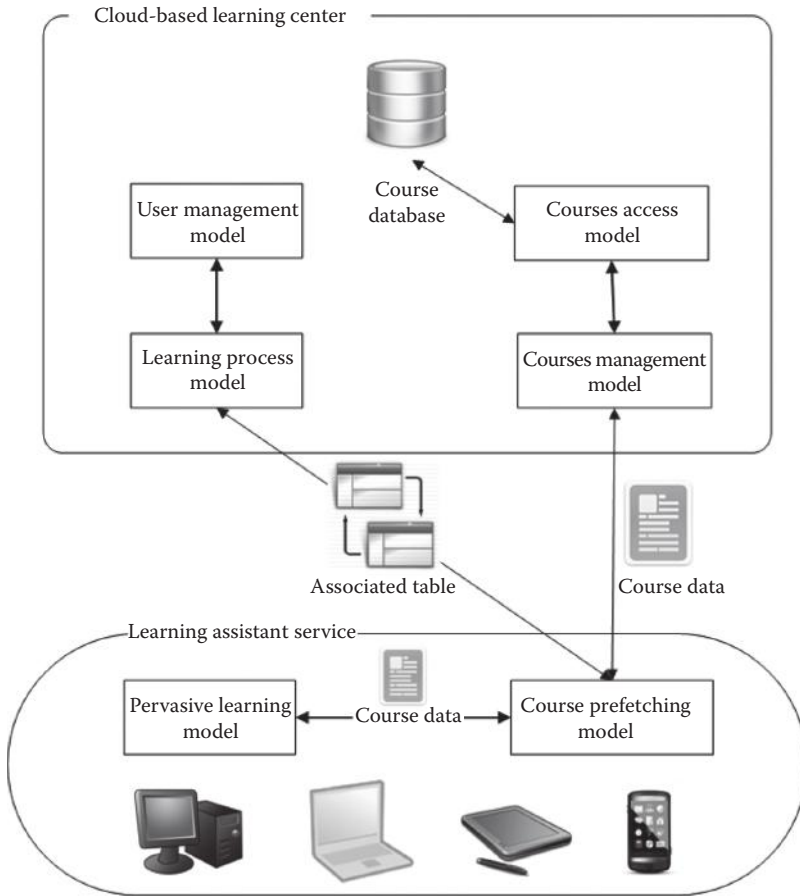 Cloud-based learning center
Course
database
User management
model
Courses access
model
Learning process
model
Courses management
model
Associated table
Course data
Learning assistant service
Pervasive learning
model
Course data
Course prefetching
model